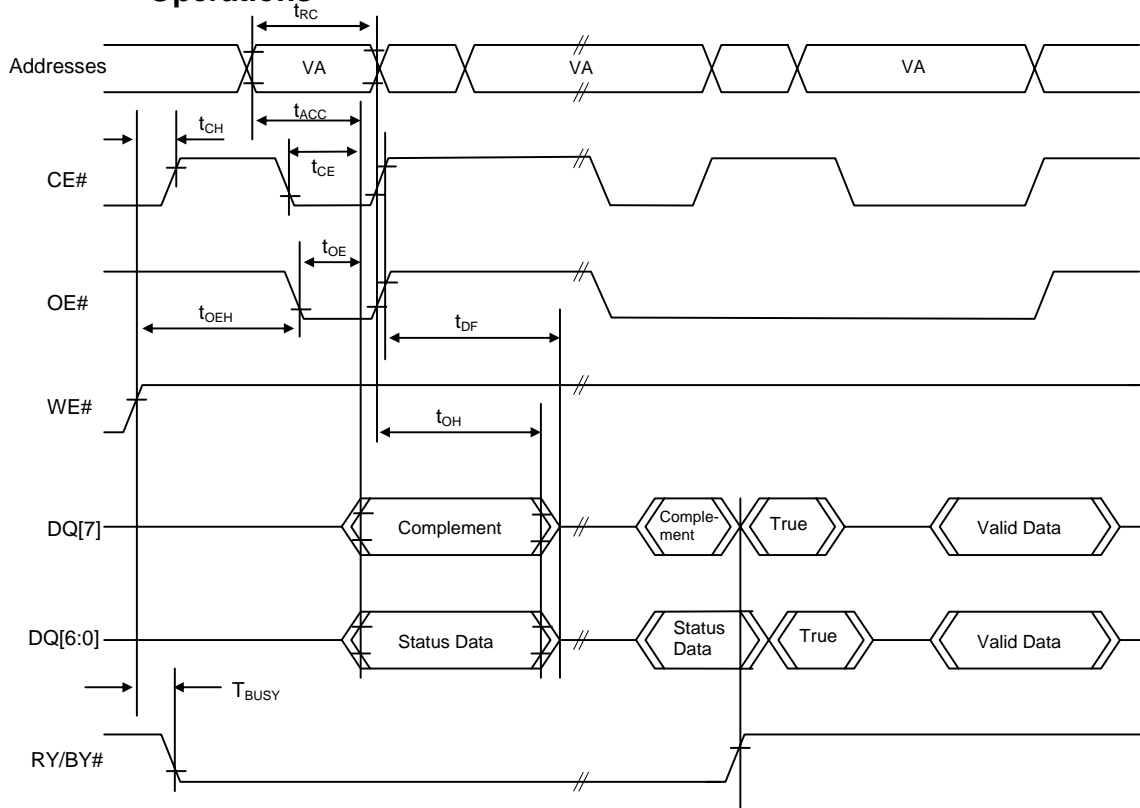 Operations
tRC
Addresses
VA
VA
VA
tACC
tCH
CE#
tCE
tOE
OE#
tOEH
tDF
WE#
tOH
DQ[7]
Complement
Comple-
ment
True
Valid Data
DQ[6:0]
Status Data
Status
Data
True
Valid Data
TBUSY
RY/BY#